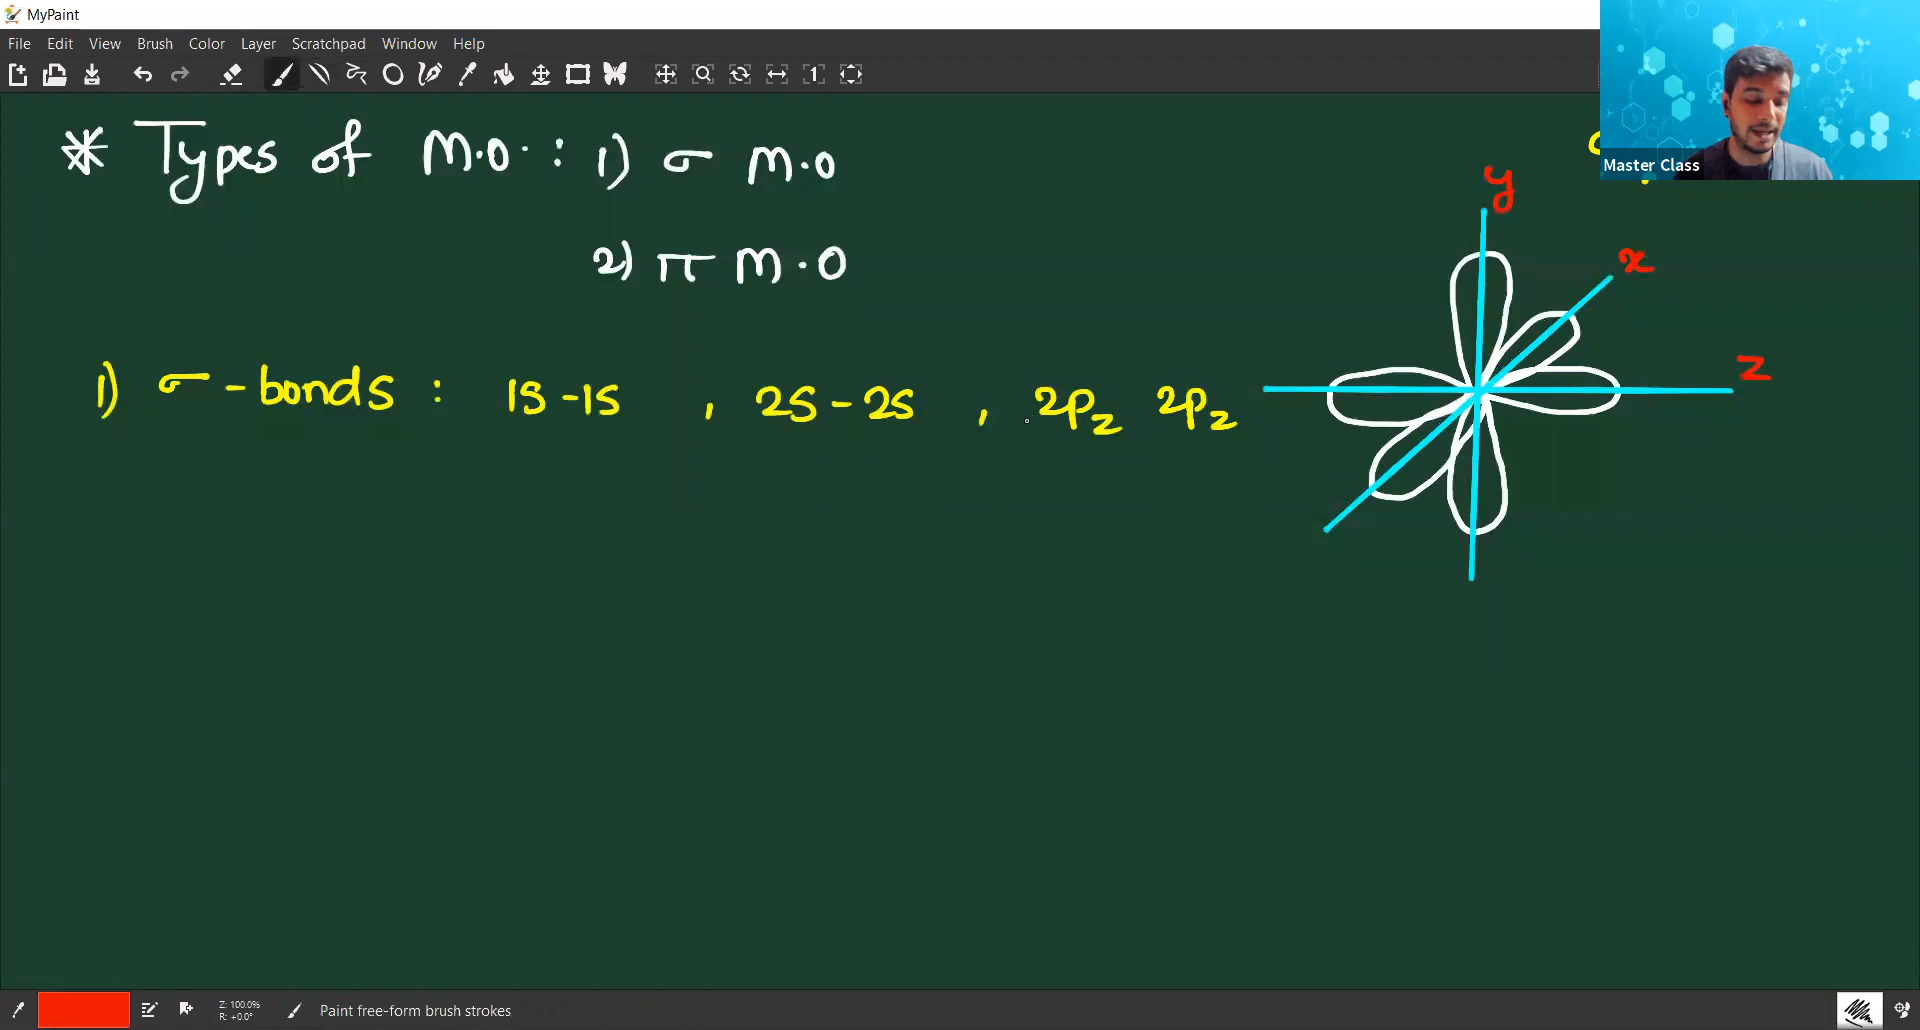 MyPaint
File Edit View Brush Color Layer Scratchpad Window Help
Master Class
* Types of M.O. : 1) σ M.O
2) π M.O
y
x
z
1) σ - bonds : 1S - 1S , 2S - 2S , 2Pz 2Pz
Z: 100.0%
R: +0.0°
Paint free-form brush strokes